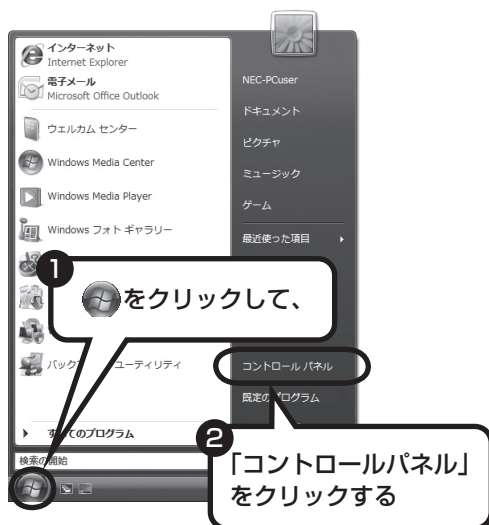 インターネット
Internet Explorer
電子メール
Microsoft Office Outlook
ウェルカム センター
Windows Media Center
Windows Media Player
Windows フォト ギャラリー
NEC-PCuser
ドキュメント
ピクチャ
ミュージック
ゲーム
最近使った項目
コントロール パネル
既定のプログラム
1
をクリックして、
バック
ユーティリティ
すべてのプログラム
検索の開始
2
「コントロールパネル」
をクリックする